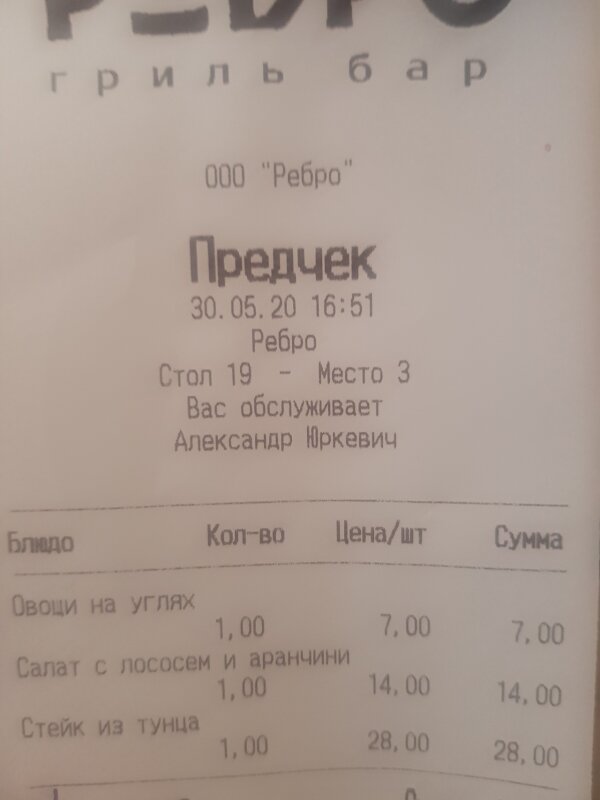 РЕБРО
гриль бар
ООО "Ребро"
Предчек
30.05.20 16:51
Ребро
Стол 19 - Место 3
Вас обслуживает
Александр Юркевич
Блюдо Кол-во Цена/шт Сумма
Овощи на углях
1,00 7,00 7,00
Салат с лососем и аранчини
1,00 14,00 14,00
Стейк из тунца
1,00 28,00 28,00